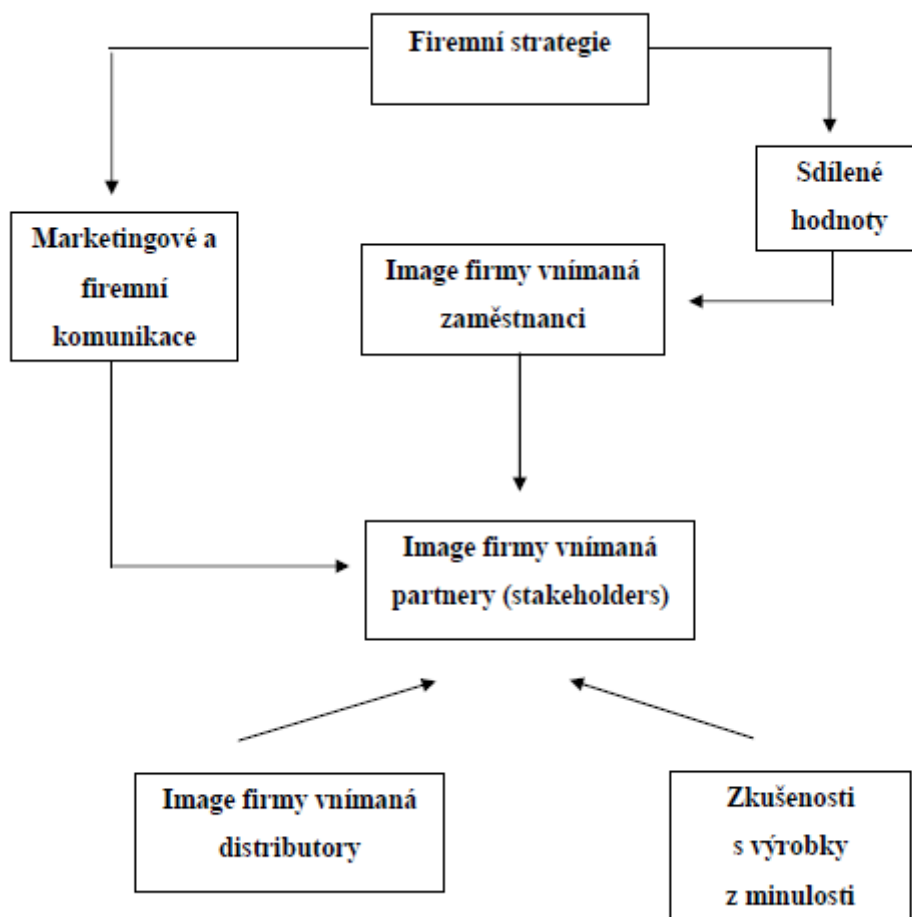 Firemní strategie
Sdílené
hodnoty
Marketingové a
firemní
komunikace
Image firmy vnímaná
zaměstnanci
Image firmy vnímaná
partnery (stakeholders)
Image firmy vnímaná
distributory
Zkušenosti
s výrobky
z minulosti